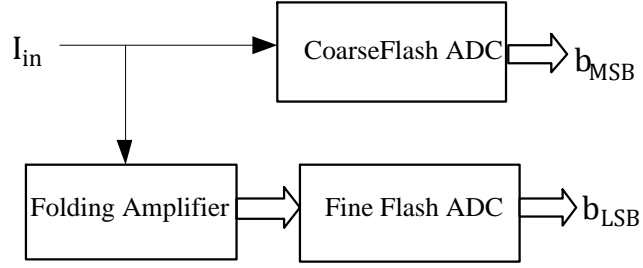 I_in
CoarseFlash ADC
b_MSB
Folding Amplifier
Fine Flash ADC
b_LSB